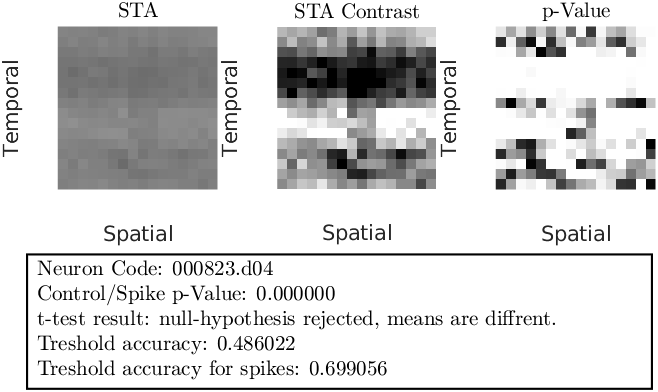 STA
STA Contrast
p-Value
Temporal
Temporal
Temporal
Spatial
Spatial
Spatial
Neuron Code: 000823.d04
Control/Spike p-Value: 0.000000
t-test result: null-hypothesis rejected, means are diffrent.
Treshold accuracy: 0.486022
Treshold accuracy for spikes: 0.699056